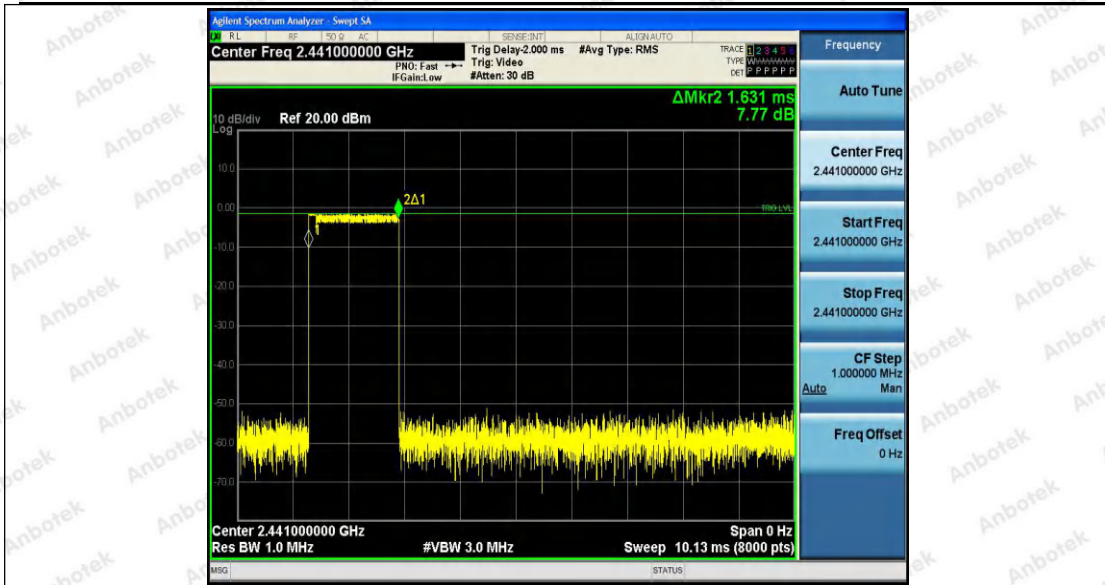 Agilent Spectrum Analyzer - Swept SA
RL RF 50 Ω AC SENSE:INT ALIGNAUTO
Center Freq 2.441000000 GHz
PNO: Fast
IFGain:Low
Trig Delay-2.000 ms
Trig: Video
#Atten: 30 dB
#Avg Type: RMS
TRACE 1 2 3 4 5 6
TYPE
DET P P P P P P
ΔMkr2 1.631 ms
7.77 dB
10 dB/div Ref 20.00 dBm
Log
10.0
0.00
-10.0
-20.0
-30.0
-40.0
-50.0
-60.0
-70.0
2Δ1
TRIG LVL
Center 2.441000000 GHz
Span 0 Hz
Res BW 1.0 MHz
#VBW 3.0 MHz
Sweep 10.13 ms (8000 pts)
MSG
STATUS
Frequency
Auto Tune
Center Freq
2.441000000 GHz
Start Freq
2.441000000 GHz
Stop Freq
2.441000000 GHz
CF Step
1.000000 MHz
Auto Man
Freq Offset
0 Hz
Anbotek